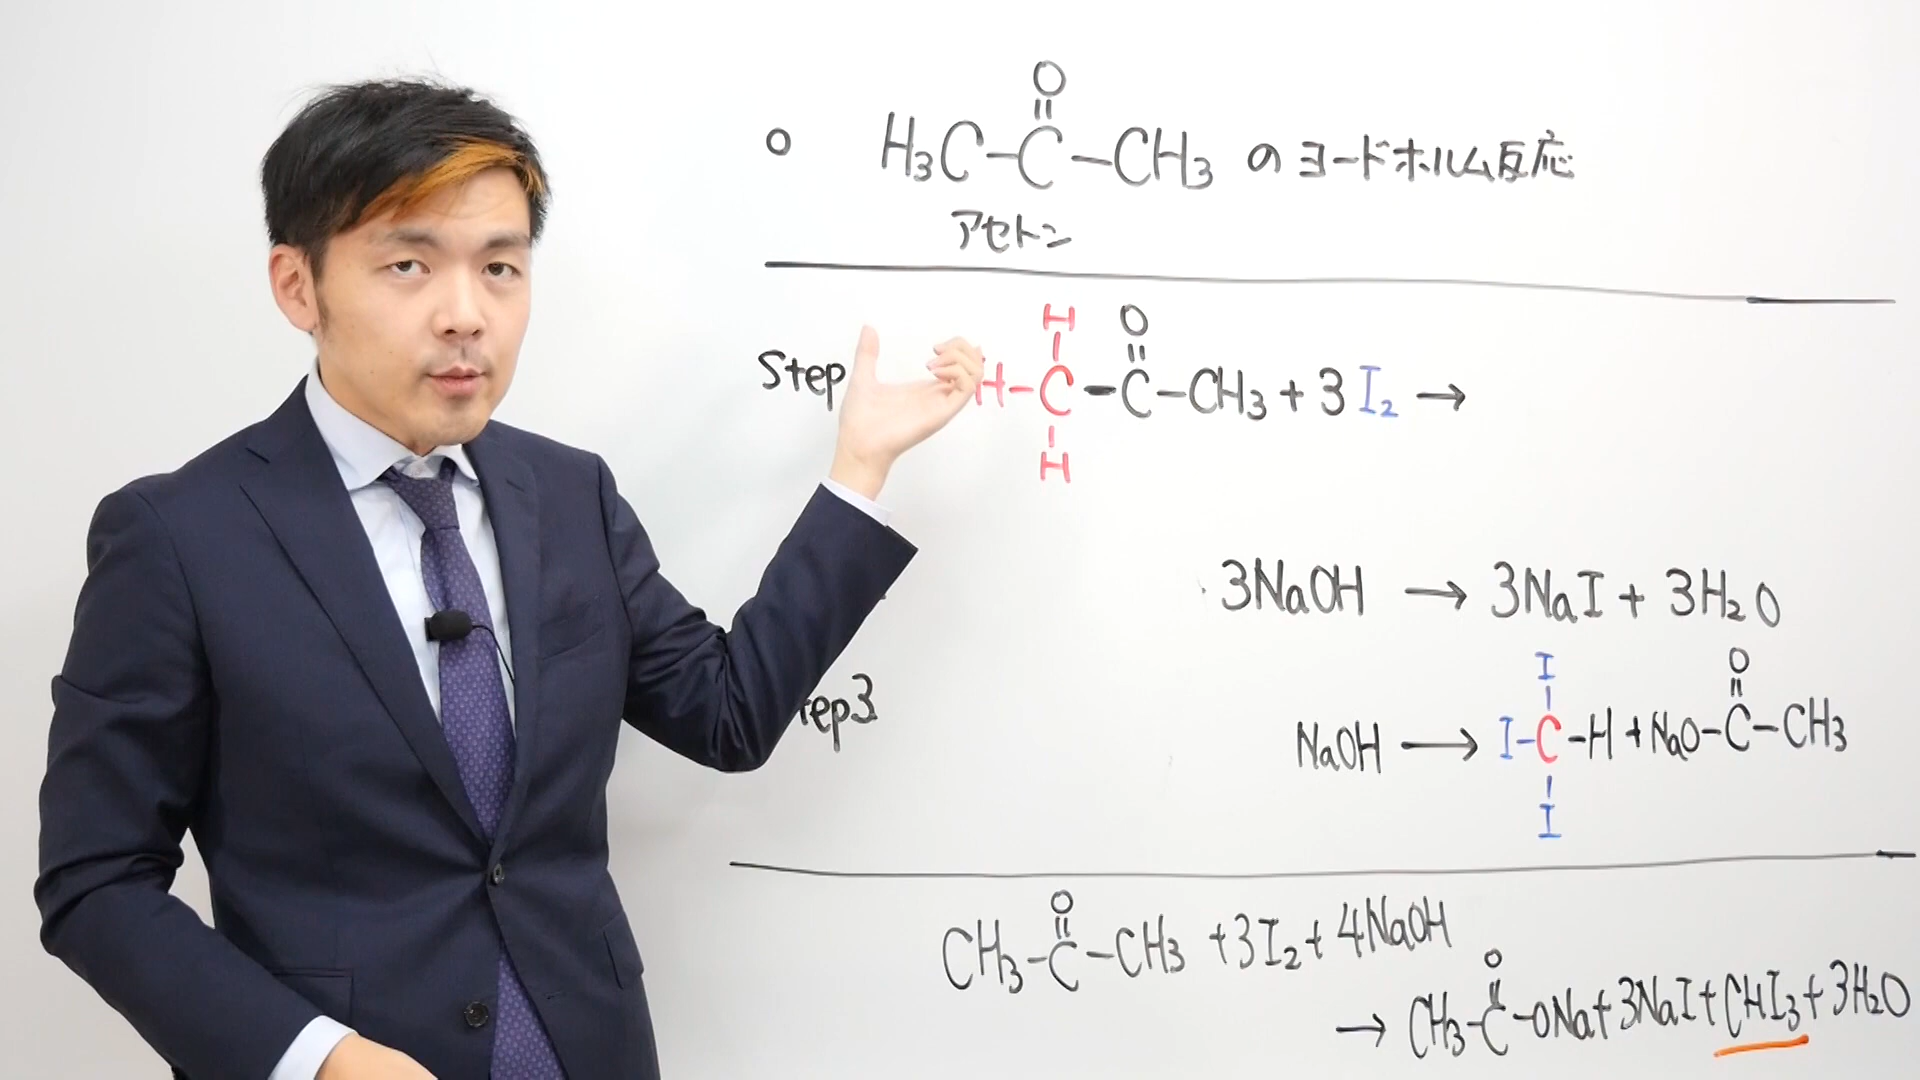 ○ H₃C-C-CH₃ のヨードホルム反応
O
アセトン
Step
H O
H-C-C-CH₃ + 3 I₂ →
H
3NaOH → 3NaI + 3H₂O
Step3
I O
NaOH → I-C-H + NaO-C-CH₃
I
O
CH₃-C-CH₃ + 3I₂ + 4NaOH
O
→ CH₃-C-ONa + 3NaI + CHI₃ + 3H₂O